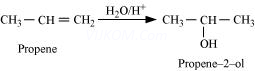 CH₃—CH=CH₂ H₂O/H⁺ CH₃—CH—CH₃
OH
Propene
Propene–2–ol